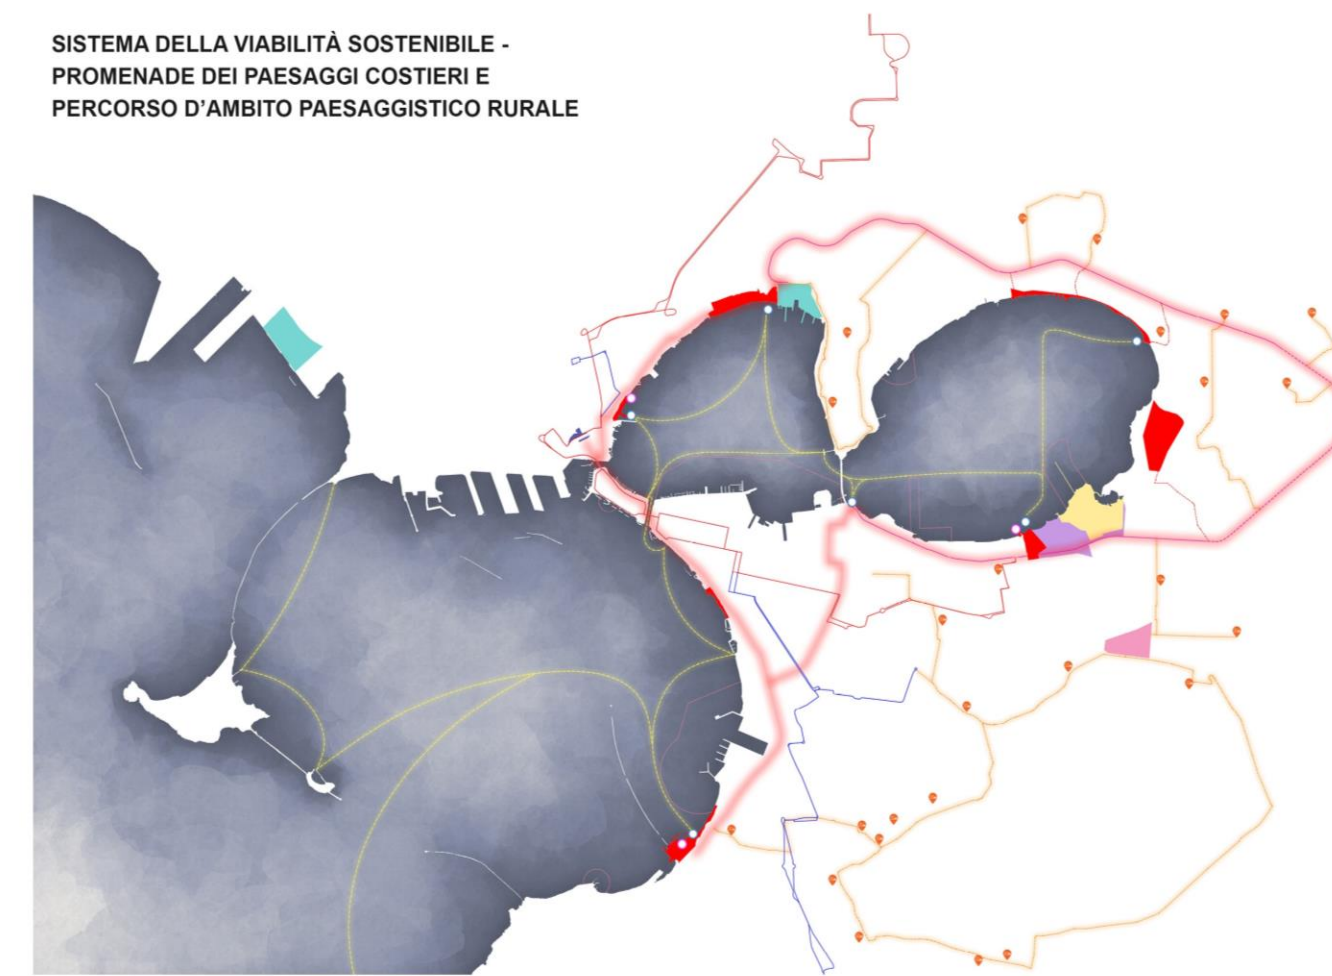 SISTEMA DELLA VIABILITÀ SOSTENIBILE -
PROMENADE DEI PAESAGGI COSTIERI E
PERCORSO D'AMBITO PAESAGGISTICO RURALE